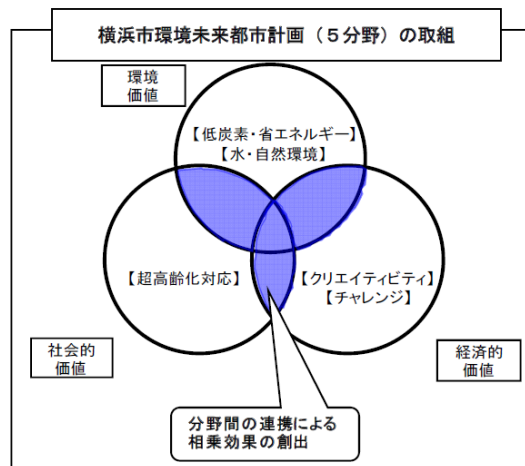 横浜市環境未来都市計画（５分野）の取組
環境
価値
【低炭素・省エネルギー】
【水・自然環境】
【超高齢化対応】
【クリエイティビティ】
【チャレンジ】
社会的
価値
経済的
価値
分野間の連携による
相乗効果の創出